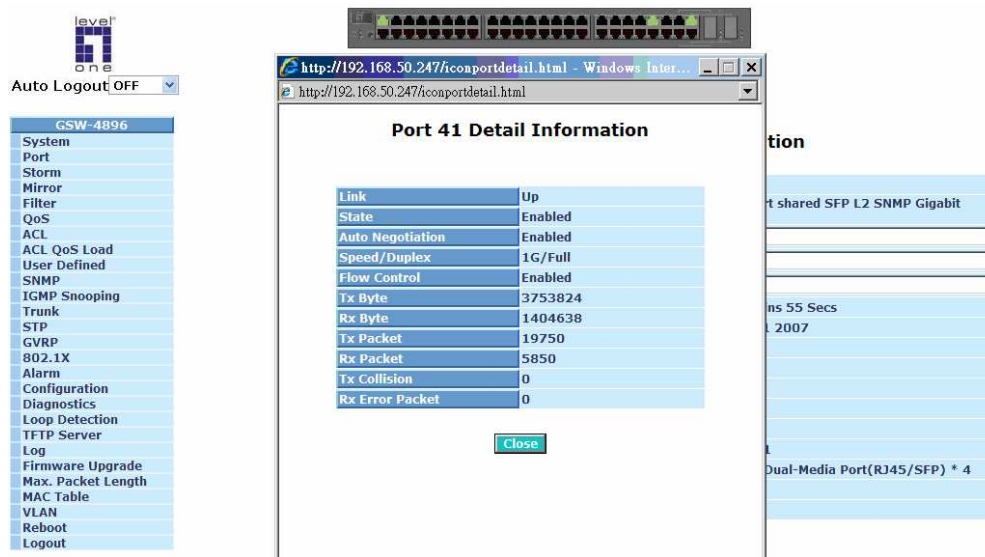 level
one
Auto Logout OFF
GSW-4896
System
Port
Storm
Mirror
Filter
QoS
ACL
ACL QoS Load
User Defined
SNMP
IGMP Snooping
Trunk
STP
GVRP
802.1X
Alarm
Configuration
Diagnostics
Loop Detection
TFTP Server
Log
Firmware Upgrade
Max. Packet Length
MAC Table
VLAN
Reboot
Logout
http://192.168.50.247/iconportdetail.html - Windows Inter...
http://192.168.50.247/iconportdetail.html
Port 41 Detail Information
Link Up
State Enabled
Auto Negotiation Enabled
Speed/Duplex 1G/Full
Flow Control Enabled
Tx Byte 3753824
Rx Byte 1404638
Tx Packet 19750
Rx Packet 5850
Tx Collision 0
Rx Error Packet 0
Close
tion
rt shared SFP L2 SNMP Gigabit
ns 55 Secs
1 2007
1
Dual-Media Port(RJ45/SFP) * 4